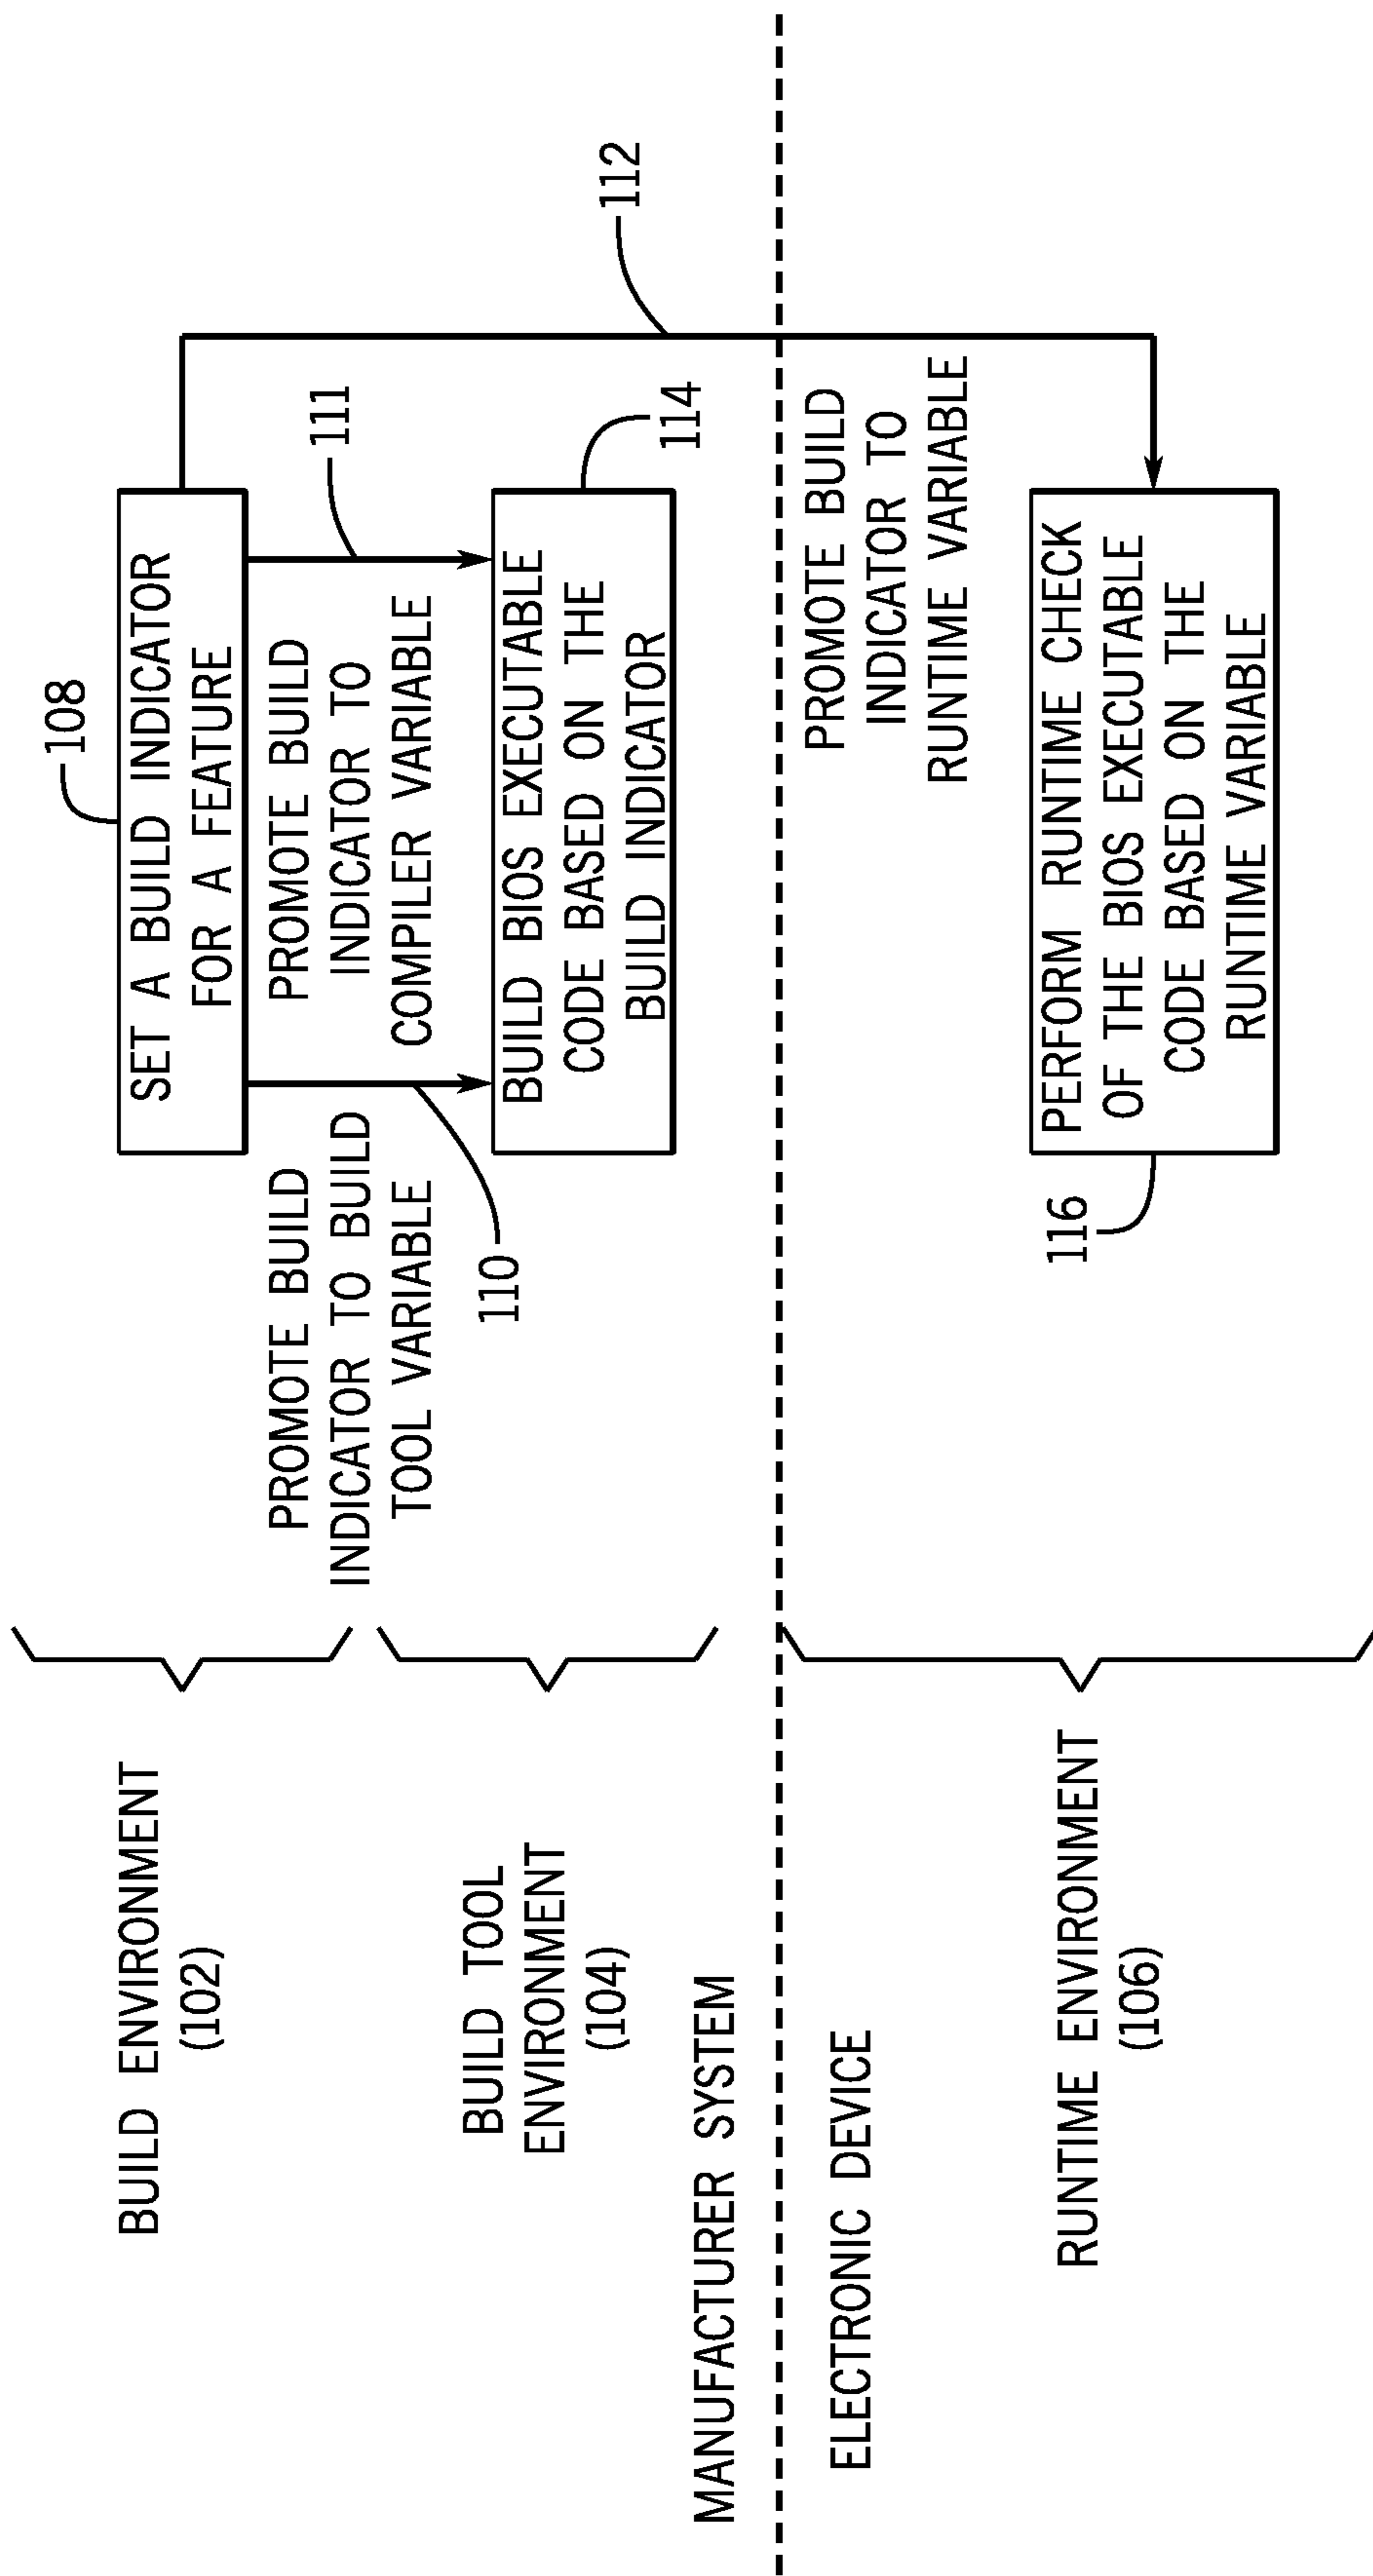 BUILD ENVIRONMENT
(102)
108
SET A BUILD INDICATOR
FOR A FEATURE
PROMOTE BUILD
INDICATOR TO BUILD
TOOL VARIABLE
110
PROMOTE BUILD
INDICATOR TO
COMPILER VARIABLE
111
112
BUILD TOOL
ENVIRONMENT
(104)
BUILD BIOS EXECUTABLE
CODE BASED ON THE
BUILD INDICATOR
114
MANUFACTURER SYSTEM
ELECTRONIC DEVICE
PROMOTE BUILD
INDICATOR TO
RUNTIME VARIABLE
RUNTIME ENVIRONMENT
(106)
116
PERFORM RUNTIME CHECK
OF THE BIOS EXECUTABLE
CODE BASED ON THE
RUNTIME VARIABLE